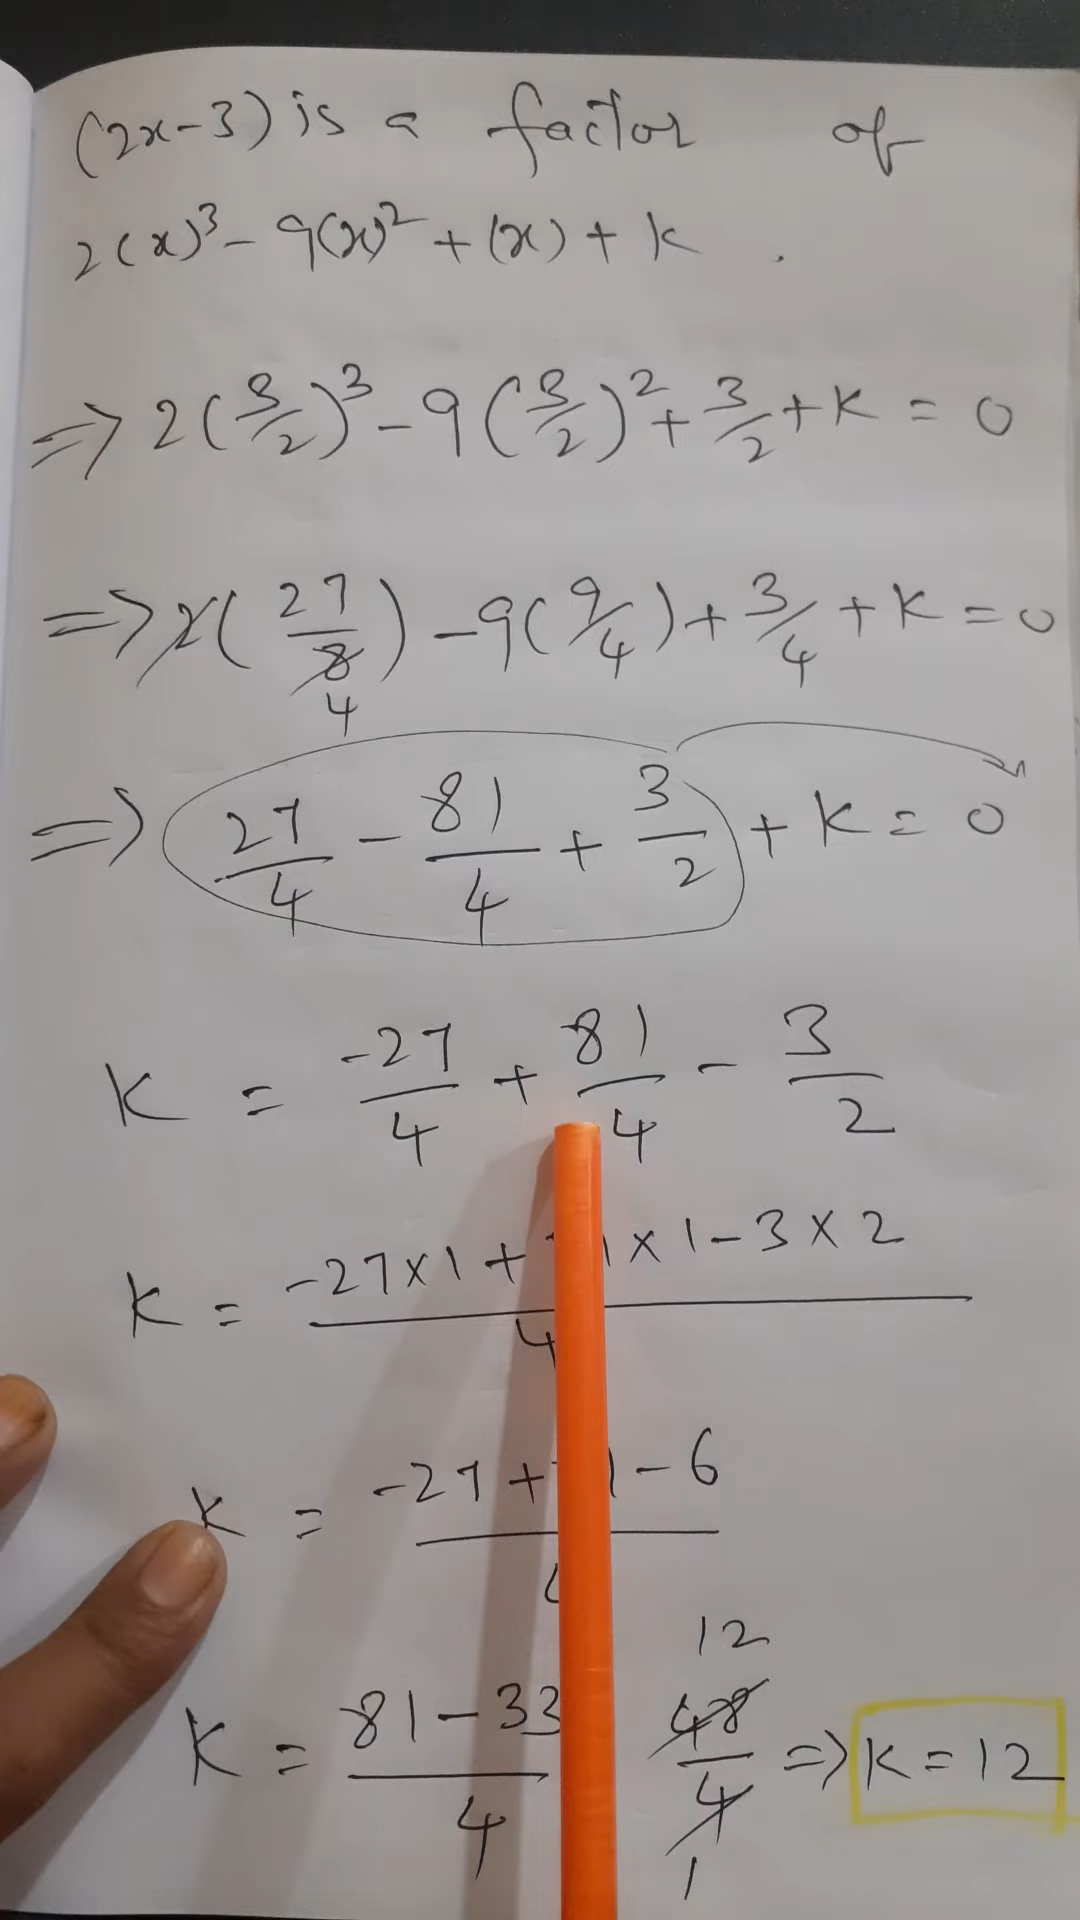 (2x-3) is a factor of
2(x)³ - 9(x)² + (x) + k .
⇒ 2(3/2)³ - 9(3/2)² + 3/2 + k = 0
⇒ 2(27/8) - 9(9/4) + 3/4 + k = 0
4
⇒ 27/4 - 81/4 + 3/2 + k = 0
k = -27/4 + 81/4 - 3/2
k = -27×1 + 1×1 - 3×2
4
k = -27 + 1 - 6
12
k = 81-33/4 48/4 ⇒ k = 12
1